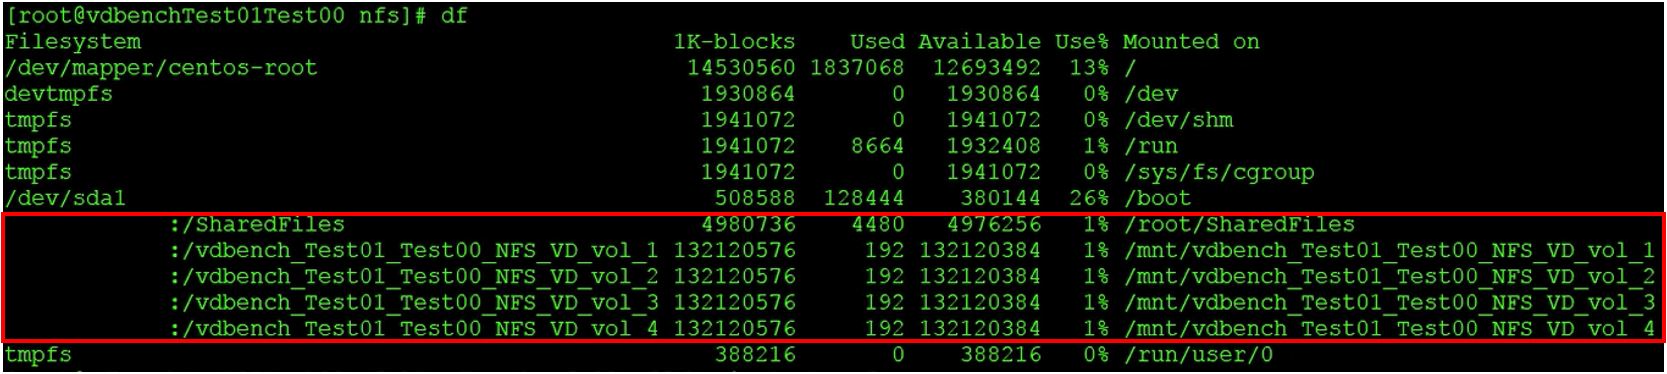 [root@vdbenchTest01Test00 nfs]# df
Filesystem 1K-blocks Used Available Use% Mounted on
/dev/mapper/centos-root 14530560 1837068 12693492 13% /
devtmpfs 1930864 0 1930864 0% /dev
tmpfs 1941072 0 1941072 0% /dev/shm
tmpfs 1941072 8664 1932408 1% /run
tmpfs 1941072 0 1941072 0% /sys/fs/cgroup
/dev/sda1 508588 128444 380144 26% /boot
:/SharedFiles 4980736 4480 4976256 1% /root/SharedFiles
:/vdbench_Test01_Test00_NFS_VD_vol_1 132120576 192 132120384 1% /mnt/vdbench_Test01_Test00_NFS_VD_vol_1
:/vdbench_Test01_Test00_NFS_VD_vol_2 132120576 192 132120384 1% /mnt/vdbench_Test01_Test00_NFS_VD_vol_2
:/vdbench_Test01_Test00_NFS_VD_vol_3 132120576 192 132120384 1% /mnt/vdbench_Test01_Test00_NFS_VD_vol_3
:/vdbench_Test01_Test00_NFS_VD_vol_4 132120576 192 132120384 1% /mnt/vdbench_Test01_Test00_NFS_VD_vol_4
tmpfs 388216 0 388216 0% /run/user/0